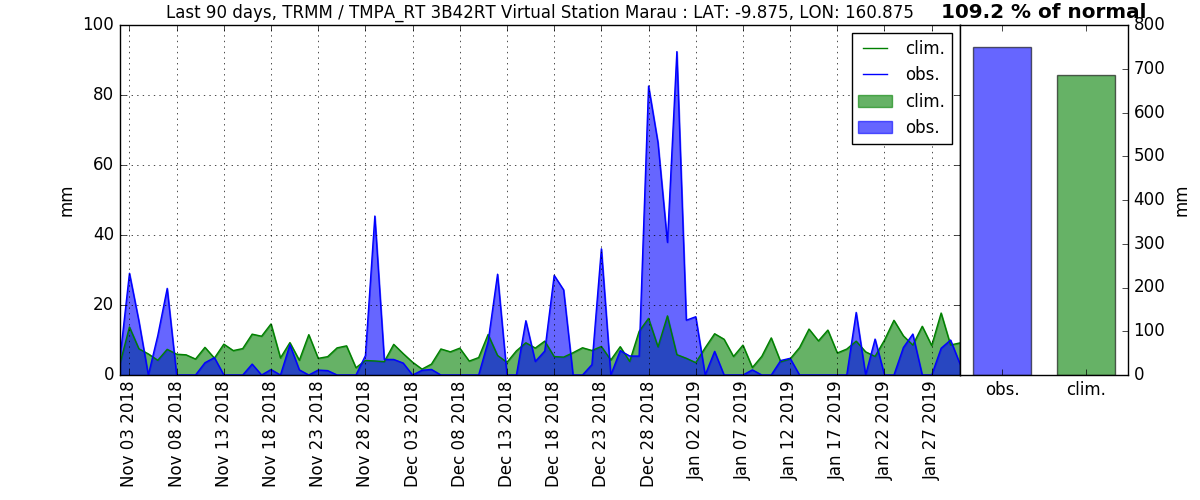 Last 90 days, TRMM / TMPA_RT 3B42RT Virtual Station Marau : LAT: -9.875, LON: 160.875
109.2 % of normal
mm
100
80
60
40
20
0
clim.
obs.
clim.
obs.
800
700
600
500
400
300
200
100
0
mm
Nov 03 2018
Nov 08 2018
Nov 13 2018
Nov 18 2018
Nov 23 2018
Nov 28 2018
Dec 03 2018
Dec 08 2018
Dec 13 2018
Dec 18 2018
Dec 23 2018
Dec 28 2018
Jan 02 2019
Jan 07 2019
Jan 12 2019
Jan 17 2019
Jan 22 2019
Jan 27 2019
obs.
clim.